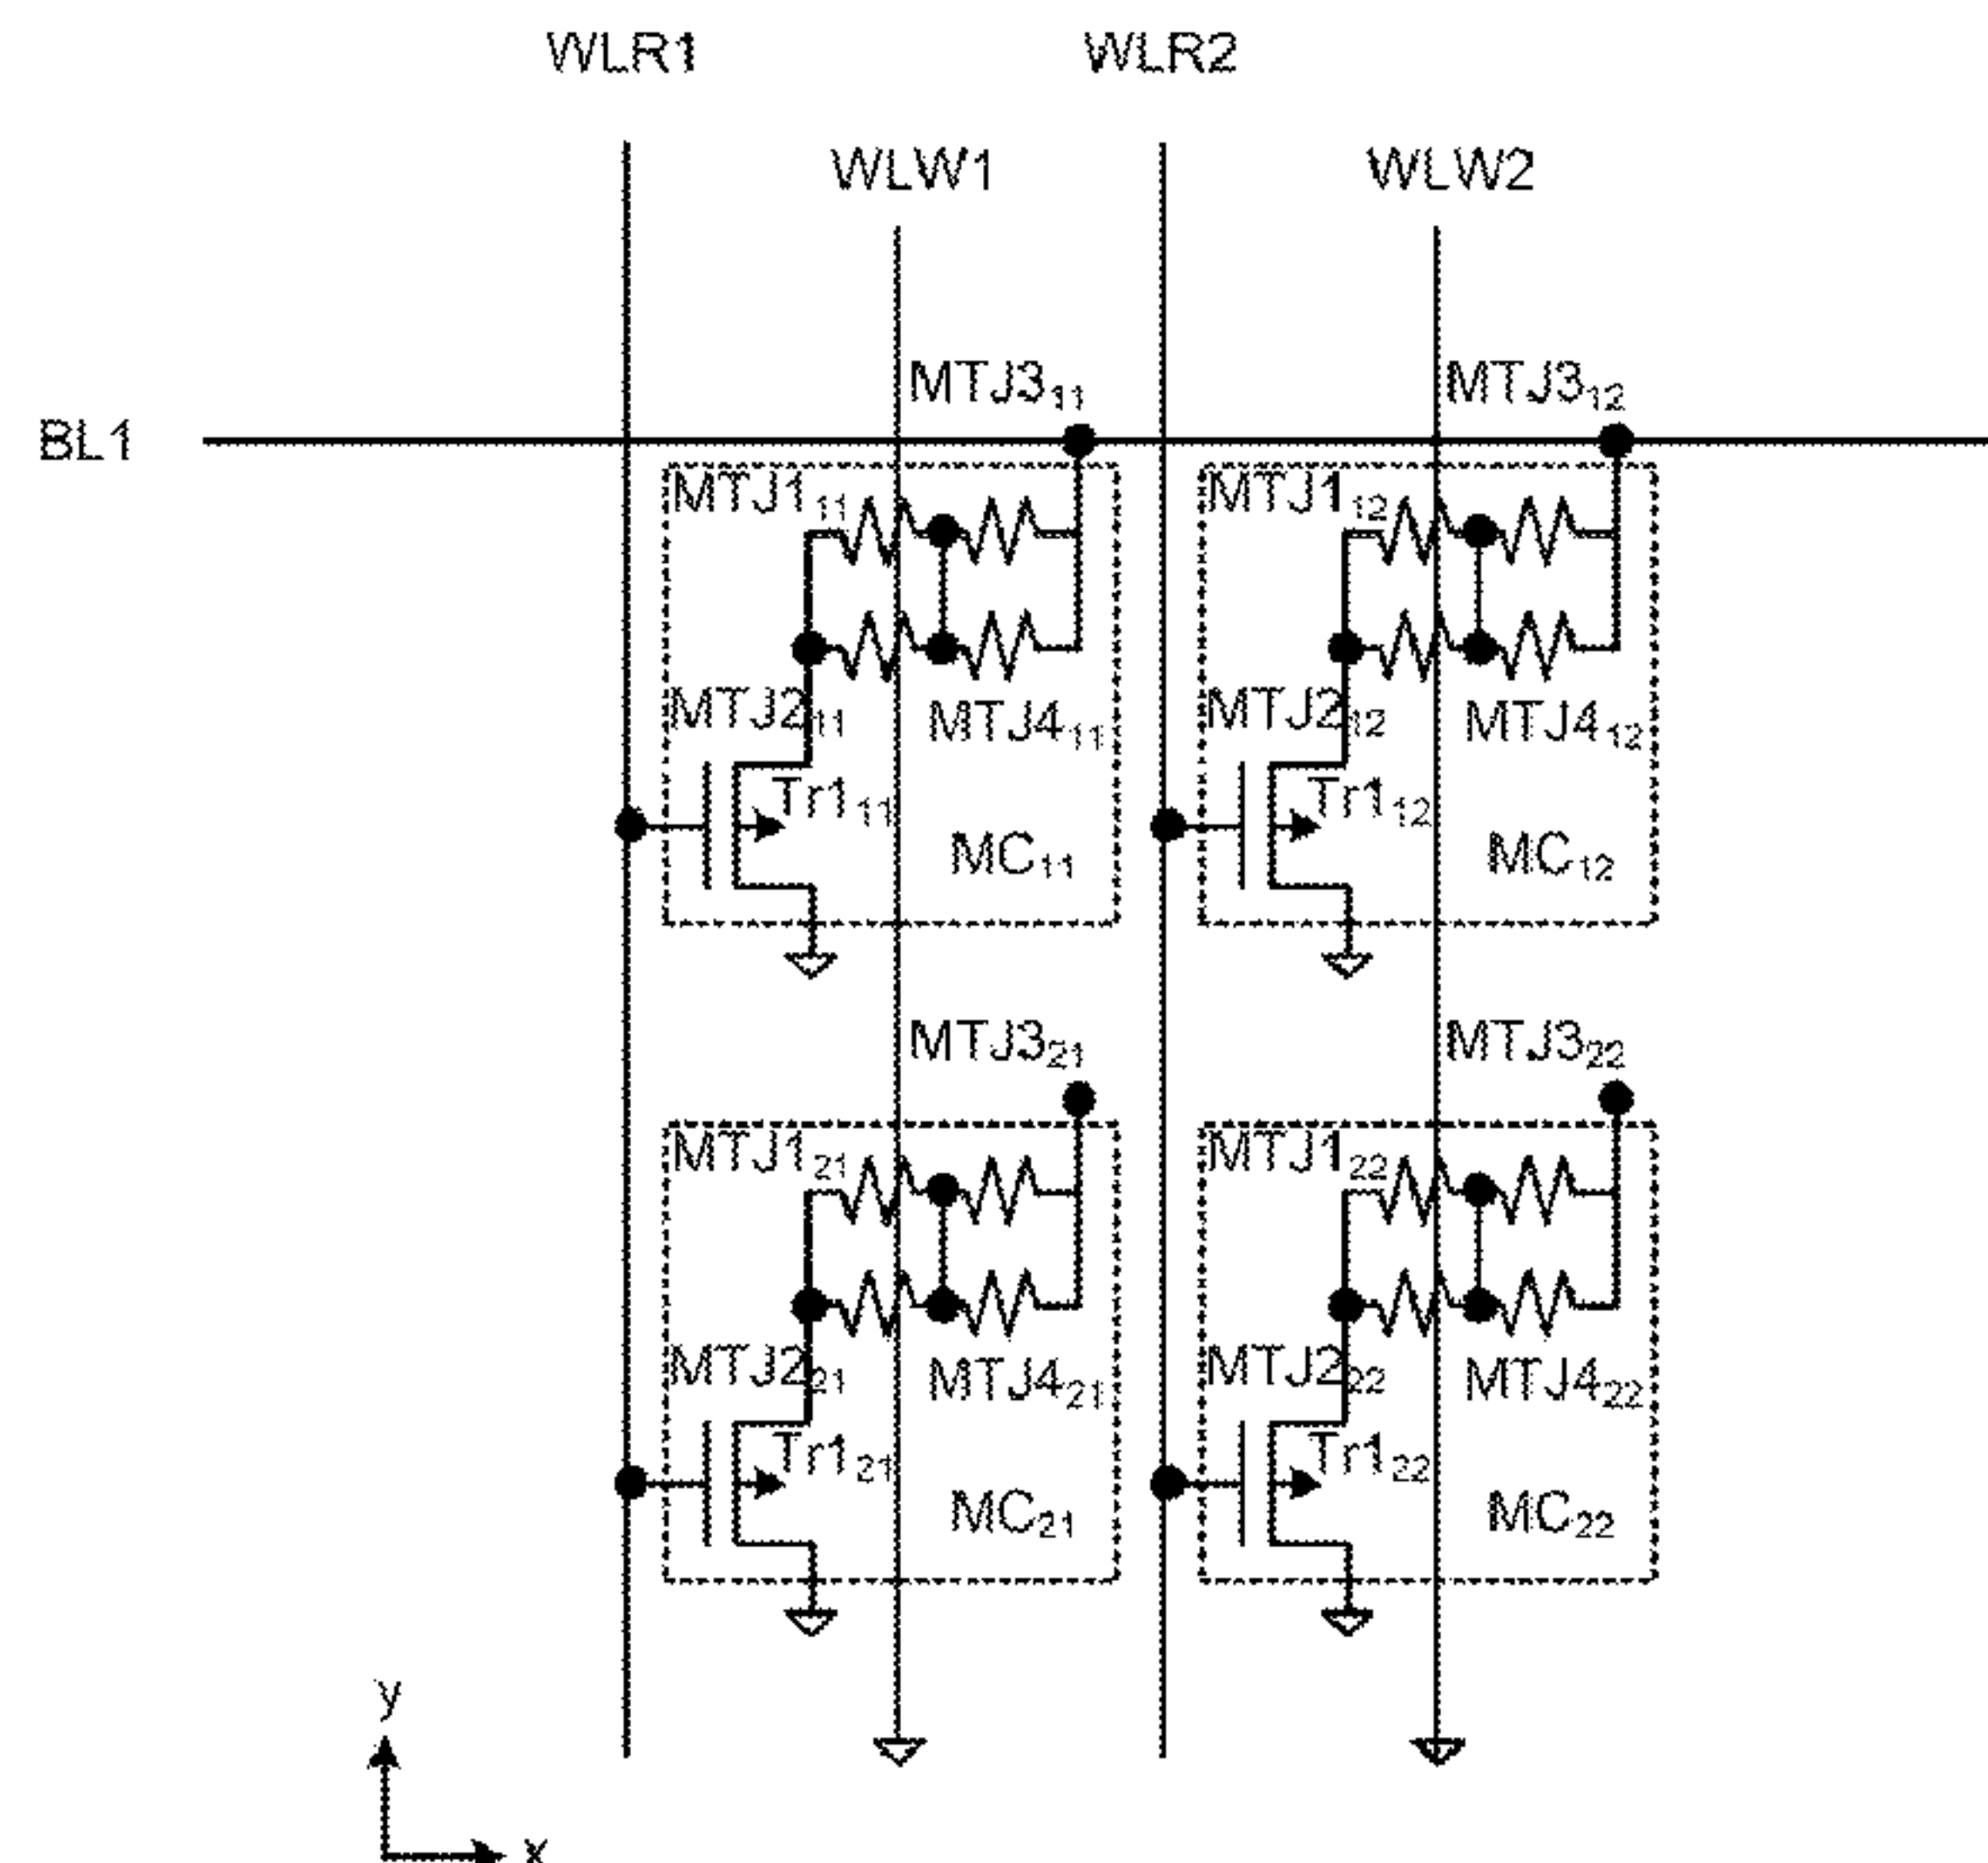 WLR1 WLR2
WLW1 WLW2
MTJ3₁₁ MTJ3₁₂
BL1
MTJ1₁₁ MTJ1₁₂
MTJ2₁₁ MTJ4₁₁ MTJ2₁₂ MTJ4₁₂
Tr1₁₁ Tr1₁₂
MC₁₁ MC₁₂
MTJ3₂₁ MTJ3₂₂
MTJ1₂₁ MTJ1₂₂
MTJ2₂₁ MTJ4₂₁ MTJ2₂₂ MTJ4₂₂
Tr1₂₁ Tr1₂₂
MC₂₁ MC₂₂
y
x